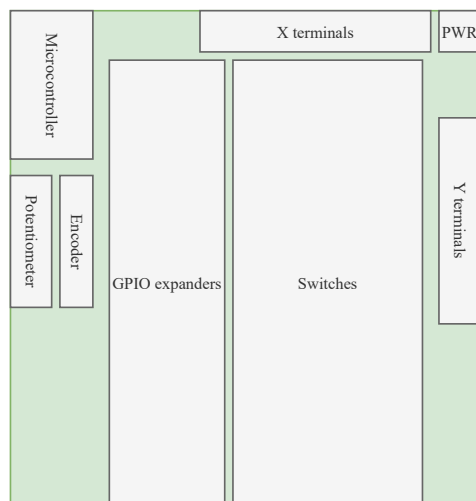 X terminals
PWR
Microcontroller
Potentiometer
Encoder
GPIO expanders
Switches
Y terminals